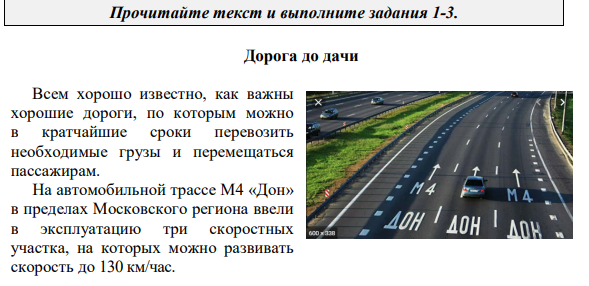 Прочитайте текст и выполните задания 1-3.
Дорога до дачи
Всем хорошо известно, как важны
хорошие дороги, по которым можно
в кратчайшие сроки перевозить
необходимые грузы и перемещаться
пассажирам.
На автомобильной трассе М4 «Дон»
в пределах Московского региона ввели
в эксплуатацию три скоростных
участка, на которых можно развивать
скорость до 130 км/час.
М4 М4
ДОН ДОН ДОН
600 × 338